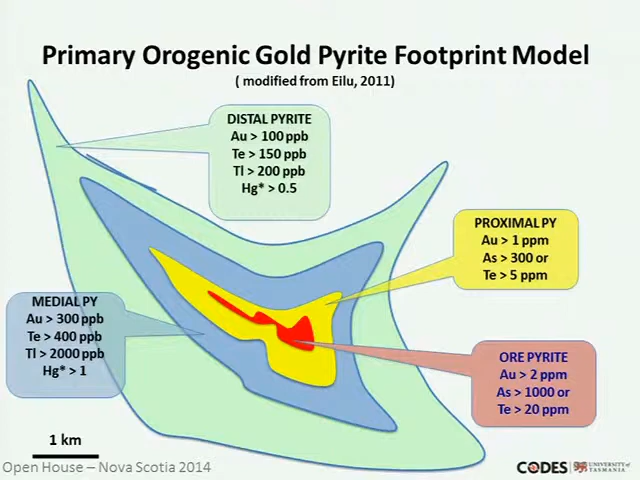 Primary Orogenic Gold Pyrite Footprint Model
( modified from Eilu, 2011)
DISTAL PYRITE
Au > 100 ppb
Te > 150 ppb
Tl > 200 ppb
Hg* > 0.5
PROXIMAL PY
Au > 1 ppm
As > 300 or
Te > 5 ppm
MEDIAL PY
Au > 300 ppb
Te > 400 ppb
Tl > 2000 ppb
Hg* > 1
ORE PYRITE
Au > 2 ppm
As > 1000 or
Te > 20 ppm
1 km
Open House – Nova Scotia 2014
CODES
UNIVERSITY of
TASMANIA